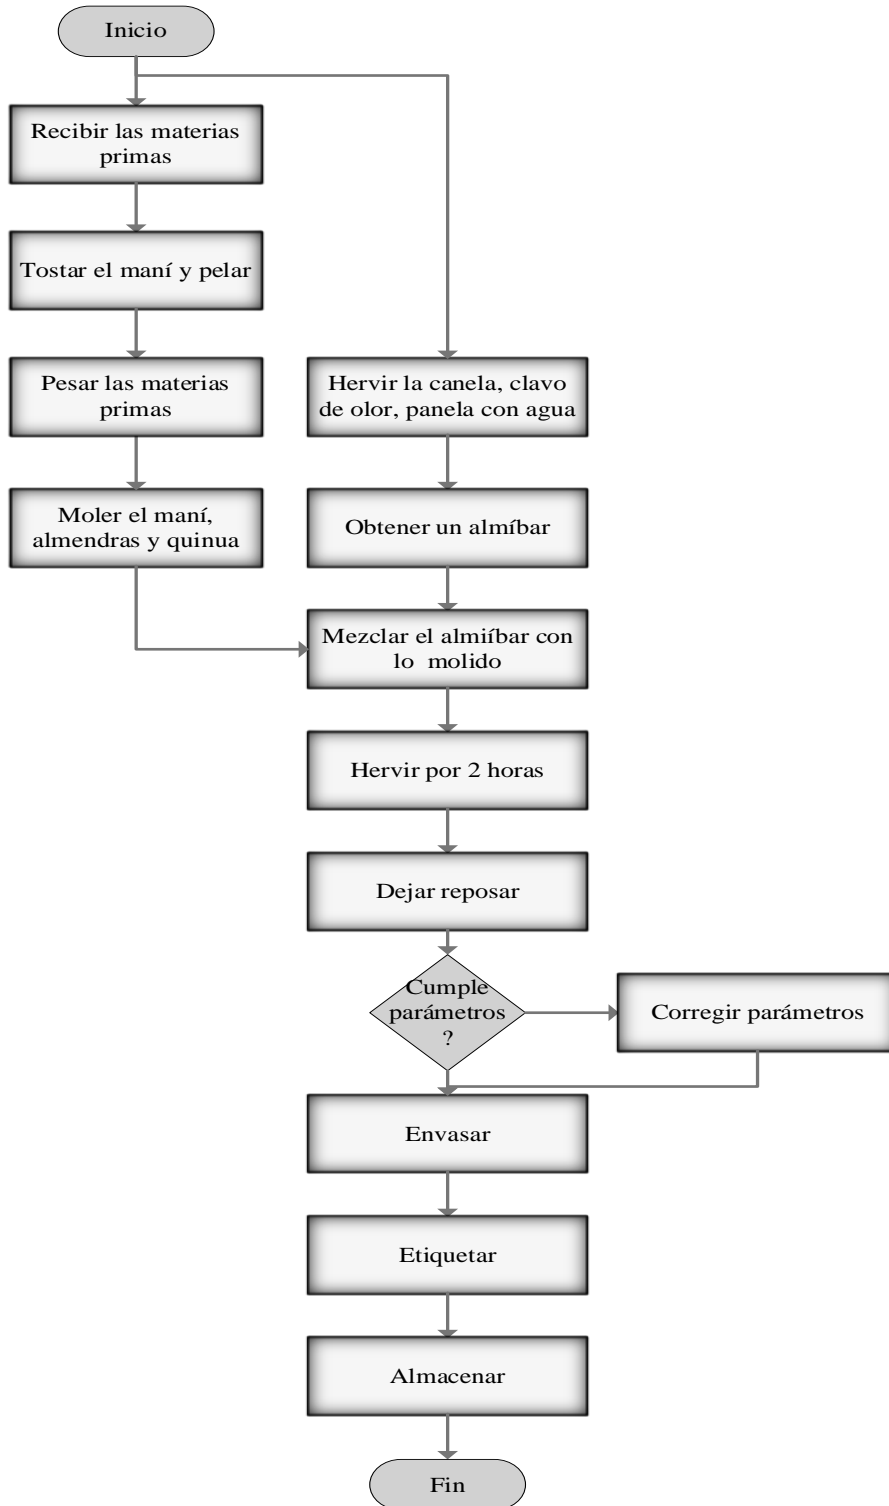 Inicio
Recibir las materias
primas
Tostar el maní y pelar
Pesar las materias
primas
Moler el maní,
almendras y quinua
Hervir la canela, clavo
de olor, panela con agua
Obtener un almíbar
Mezclar el almiíbar con
lo  molido
Hervir por 2 horas
Dejar reposar
Cumple
parámetros
?
Corregir parámetros
Envasar
Etiquetar
Almacenar
Fin